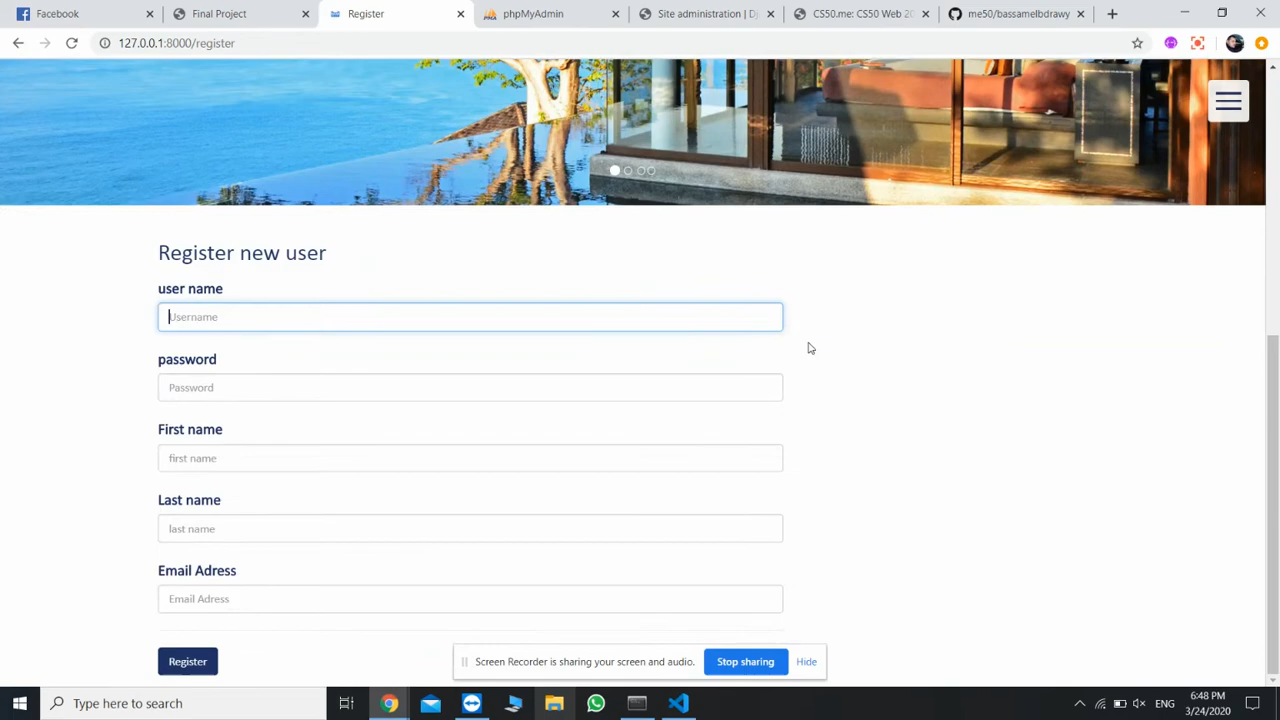 Facebook
Final Project
Register
phpMyAdmin
Site administration | Dj
CS50.me: CS50 Web 20
me50/bassamelbdrawy
127.0.0.1:8000/register
Register new user
user name
Username
password
Password
First name
first name
Last name
last name
Email Adress
Email Adress
Register
Screen Recorder is sharing your screen and audio.
Stop sharing
Hide
Type here to search
ENG
6:48 PM
3/24/2020